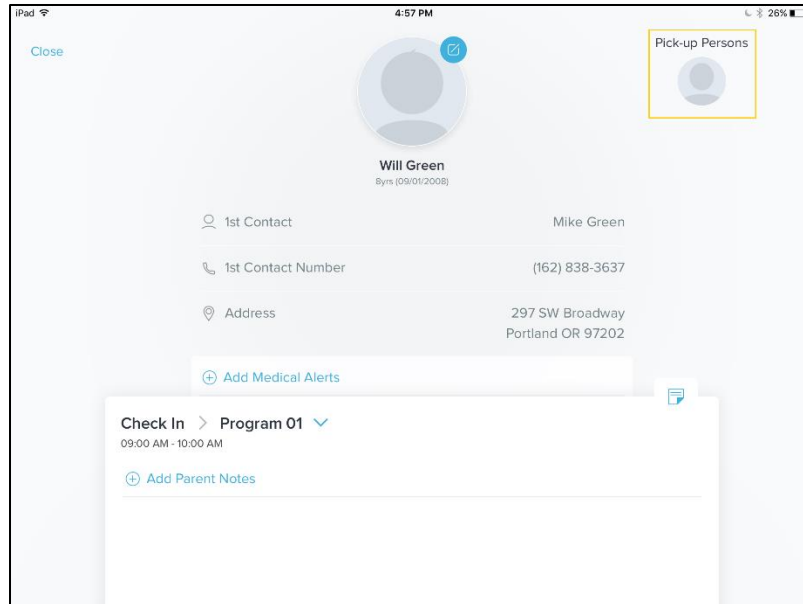 iPad 4:57 PM 26%
Close
Pick-up Persons
Will Green
8yrs (09/01/2008)
1st Contact Mike Green
1st Contact Number (162) 838-3637
Address 297 SW Broadway
Portland OR 97202
Add Medical Alerts
Check In > Program 01
09:00 AM - 10:00 AM
Add Parent Notes